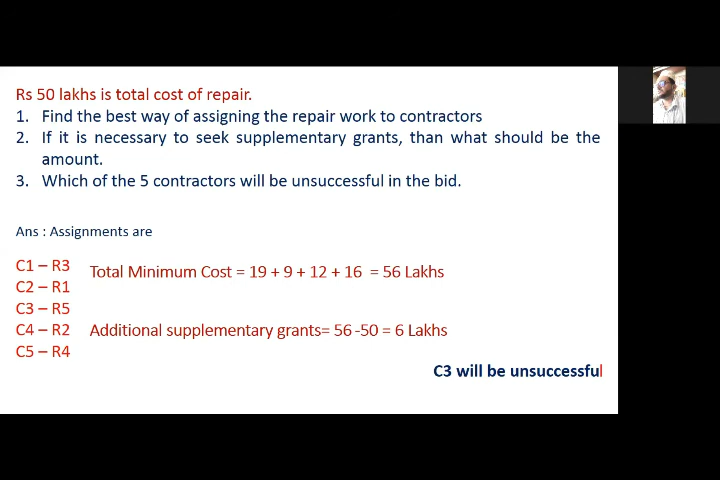 Rs 50 lakhs is total cost of repair.
1. Find the best way of assigning the repair work to contractors
2. If it is necessary to seek supplementary grants, than what should be the
amount.
3. Which of the 5 contractors will be unsuccessful in the bid.
Ans : Assignments are
C1 – R3
C2 – R1
C3 – R5
C4 – R2
C5 – R4
Total Minimum Cost = 19 + 9 + 12 + 16 = 56 Lakhs
Additional supplementary grants= 56 -50 = 6 Lakhs
C3 will be unsuccessful